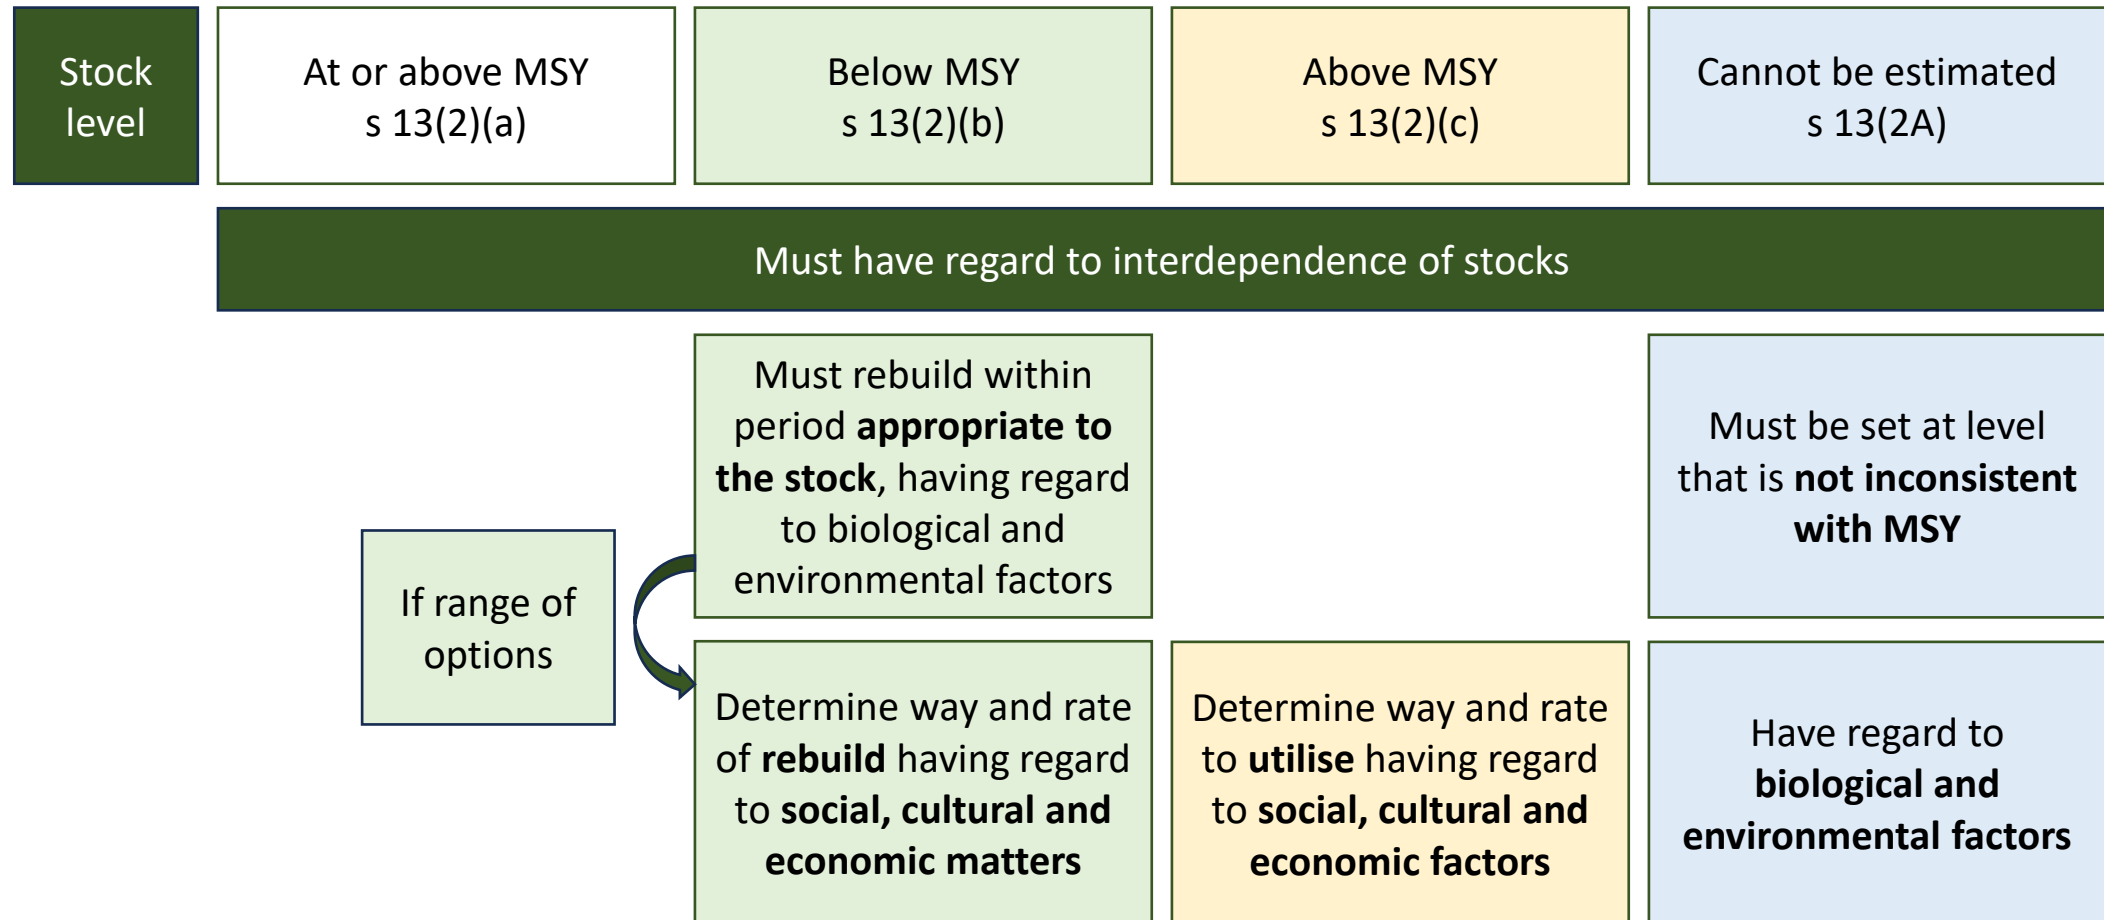 Stock
level
At or above MSY
s 13(2)(a)
Below MSY
s 13(2)(b)
Above MSY
s 13(2)(c)
Cannot be estimated
s 13(2A)
Must have regard to interdependence of stocks
Must rebuild within
period appropriate to
the stock, having regard
to biological and
environmental factors
Must be set at level
that is not inconsistent
with MSY
If range of
options
Determine way and rate
of rebuild having regard
to social, cultural and
economic matters
Determine way and rate
to utilise having regard
to social, cultural and
economic factors
Have regard to
biological and
environmental factors